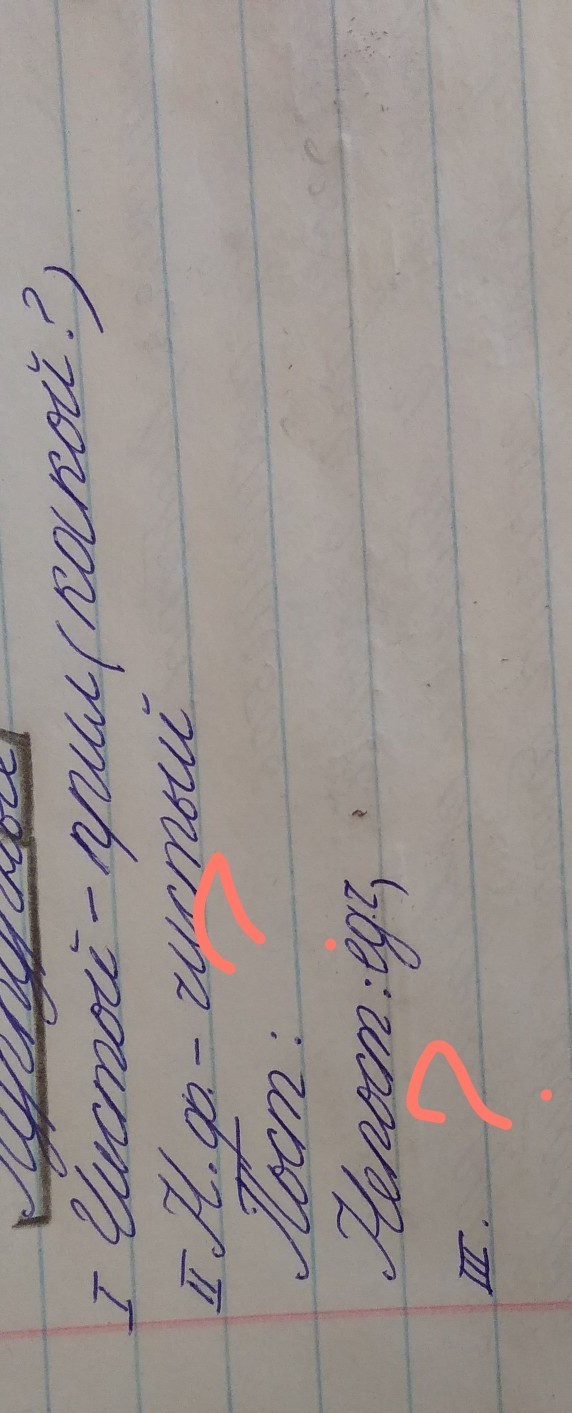 I Чистой - прил (какой?)
II Н.ф. - чистый
Пост:
Непост: ед.ч,
?
?
III.